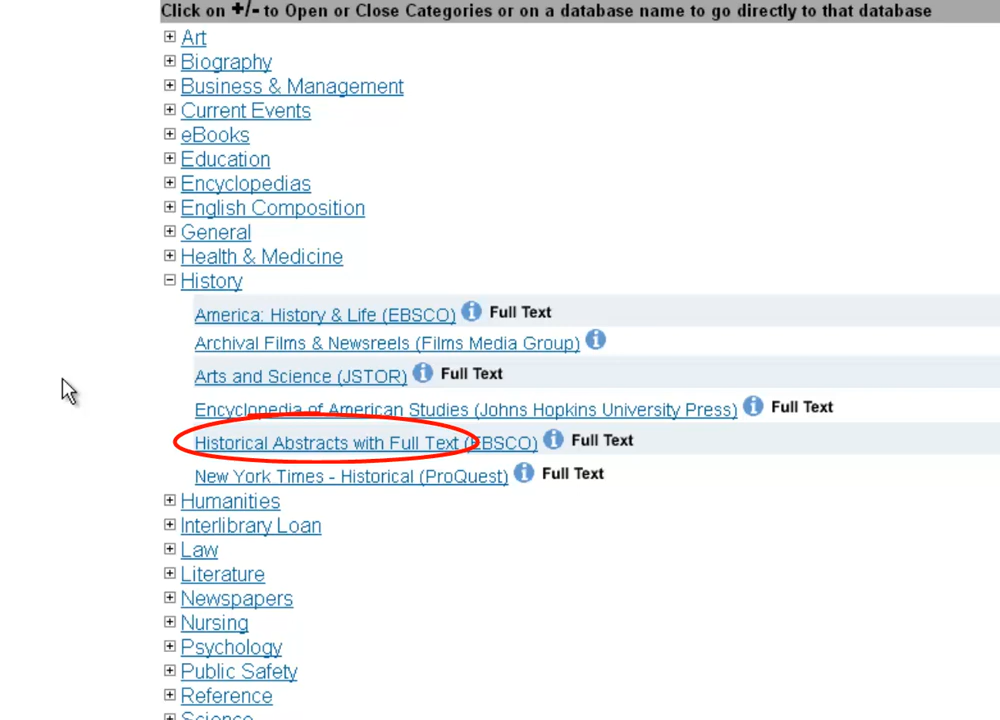 Click on +/- to Open or Close Categories or on a database name to go directly to that database
Art
Biography
Business & Management
Current Events
eBooks
Education
Encyclopedias
English Composition
General
Health & Medicine
History
America: History & Life (EBSCO) Full Text
Archival Films & Newsreels (Films Media Group)
Arts and Science (JSTOR) Full Text
Encyclopedia of American Studies (Johns Hopkins University Press) Full Text
Historical Abstracts with Full Text (EBSCO) Full Text
New York Times - Historical (ProQuest) Full Text
Humanities
Interlibrary Loan
Law
Literature
Newspapers
Nursing
Psychology
Public Safety
Reference
Science